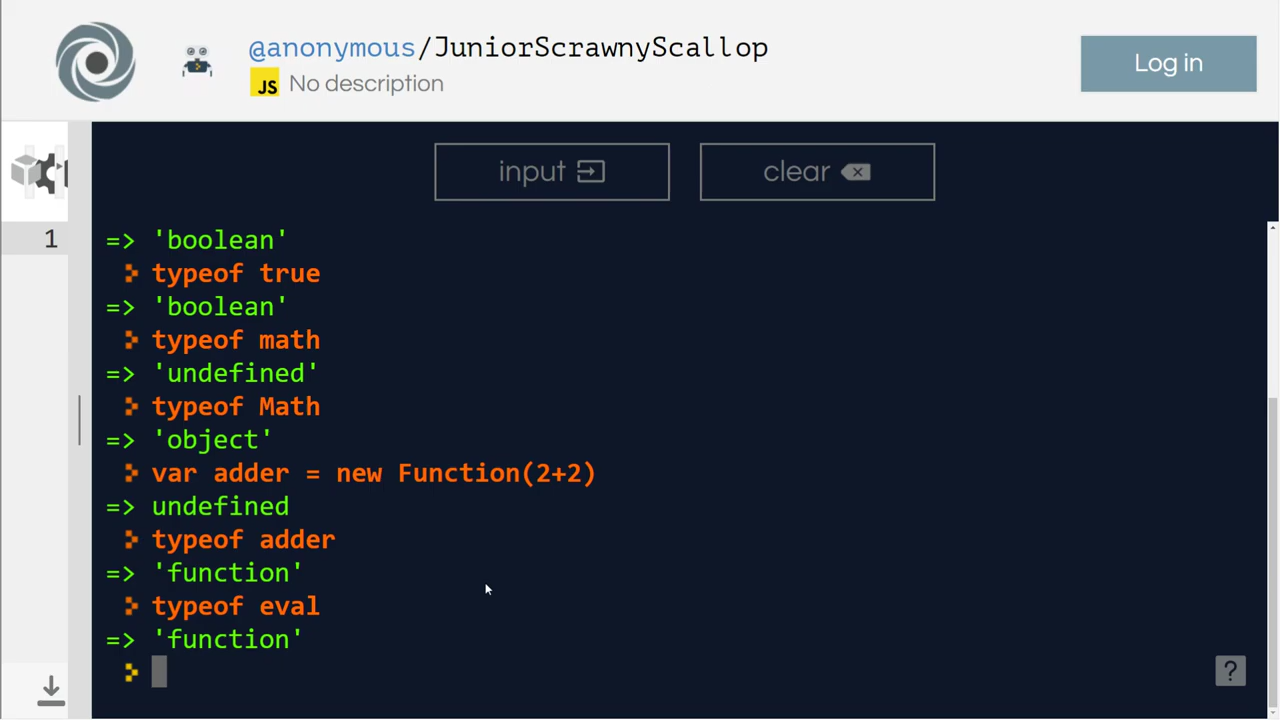 @anonymous/JuniorScrawnyScallop
JS No description
Log in
input
clear
1
=> 'boolean'
typeof true
=> 'boolean'
typeof math
=> 'undefined'
typeof Math
=> 'object'
var adder = new Function(2+2)
=> undefined
typeof adder
=> 'function'
typeof eval
=> 'function'
?